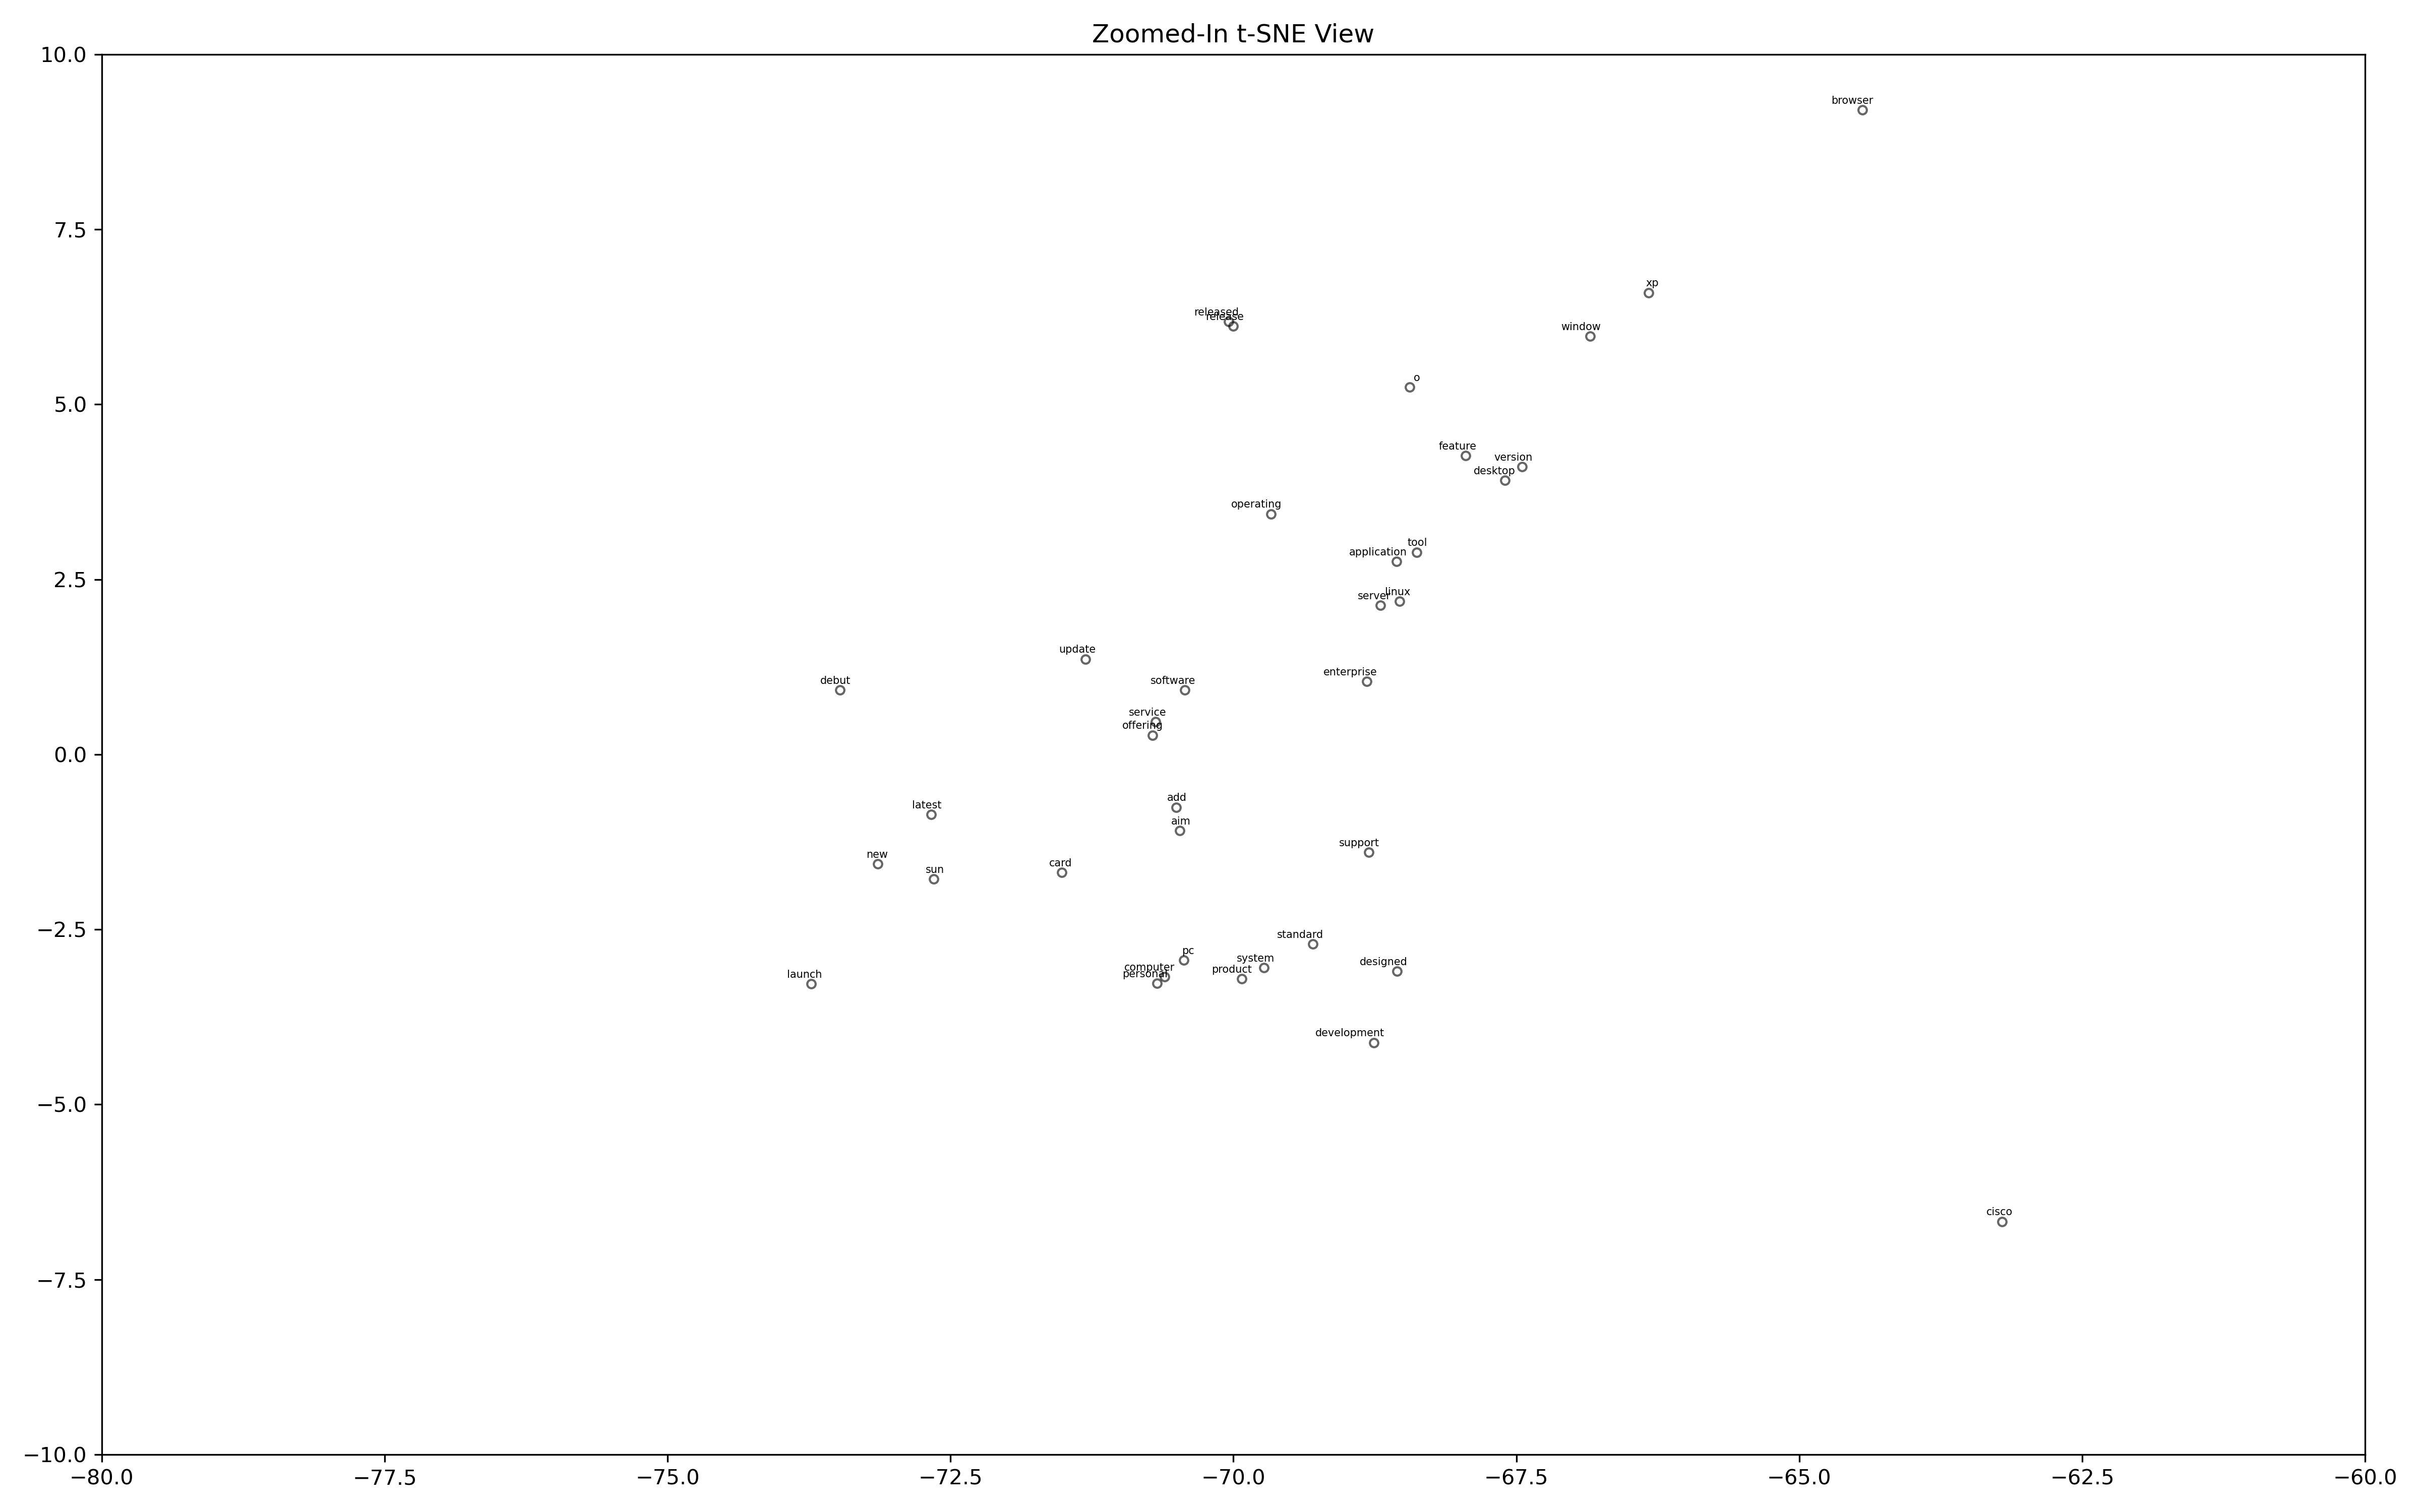 Zoomed-In t-SNE View
10.0
browser
7.5
xp
released
release
window
o
5.0
feature
version
desktop
operating
tool
application
2.5
linux
server
update
enterprise
debut
software
service
offering
0.0
add
latest
aim
support
new
card
sun
−2.5
standard
pc
system
designed
computer
product
personal
launch
development
−5.0
cisco
−7.5
−10.0
−80.0 −77.5 −75.0 −72.5 −70.0 −67.5 −65.0 −62.5 −60.0